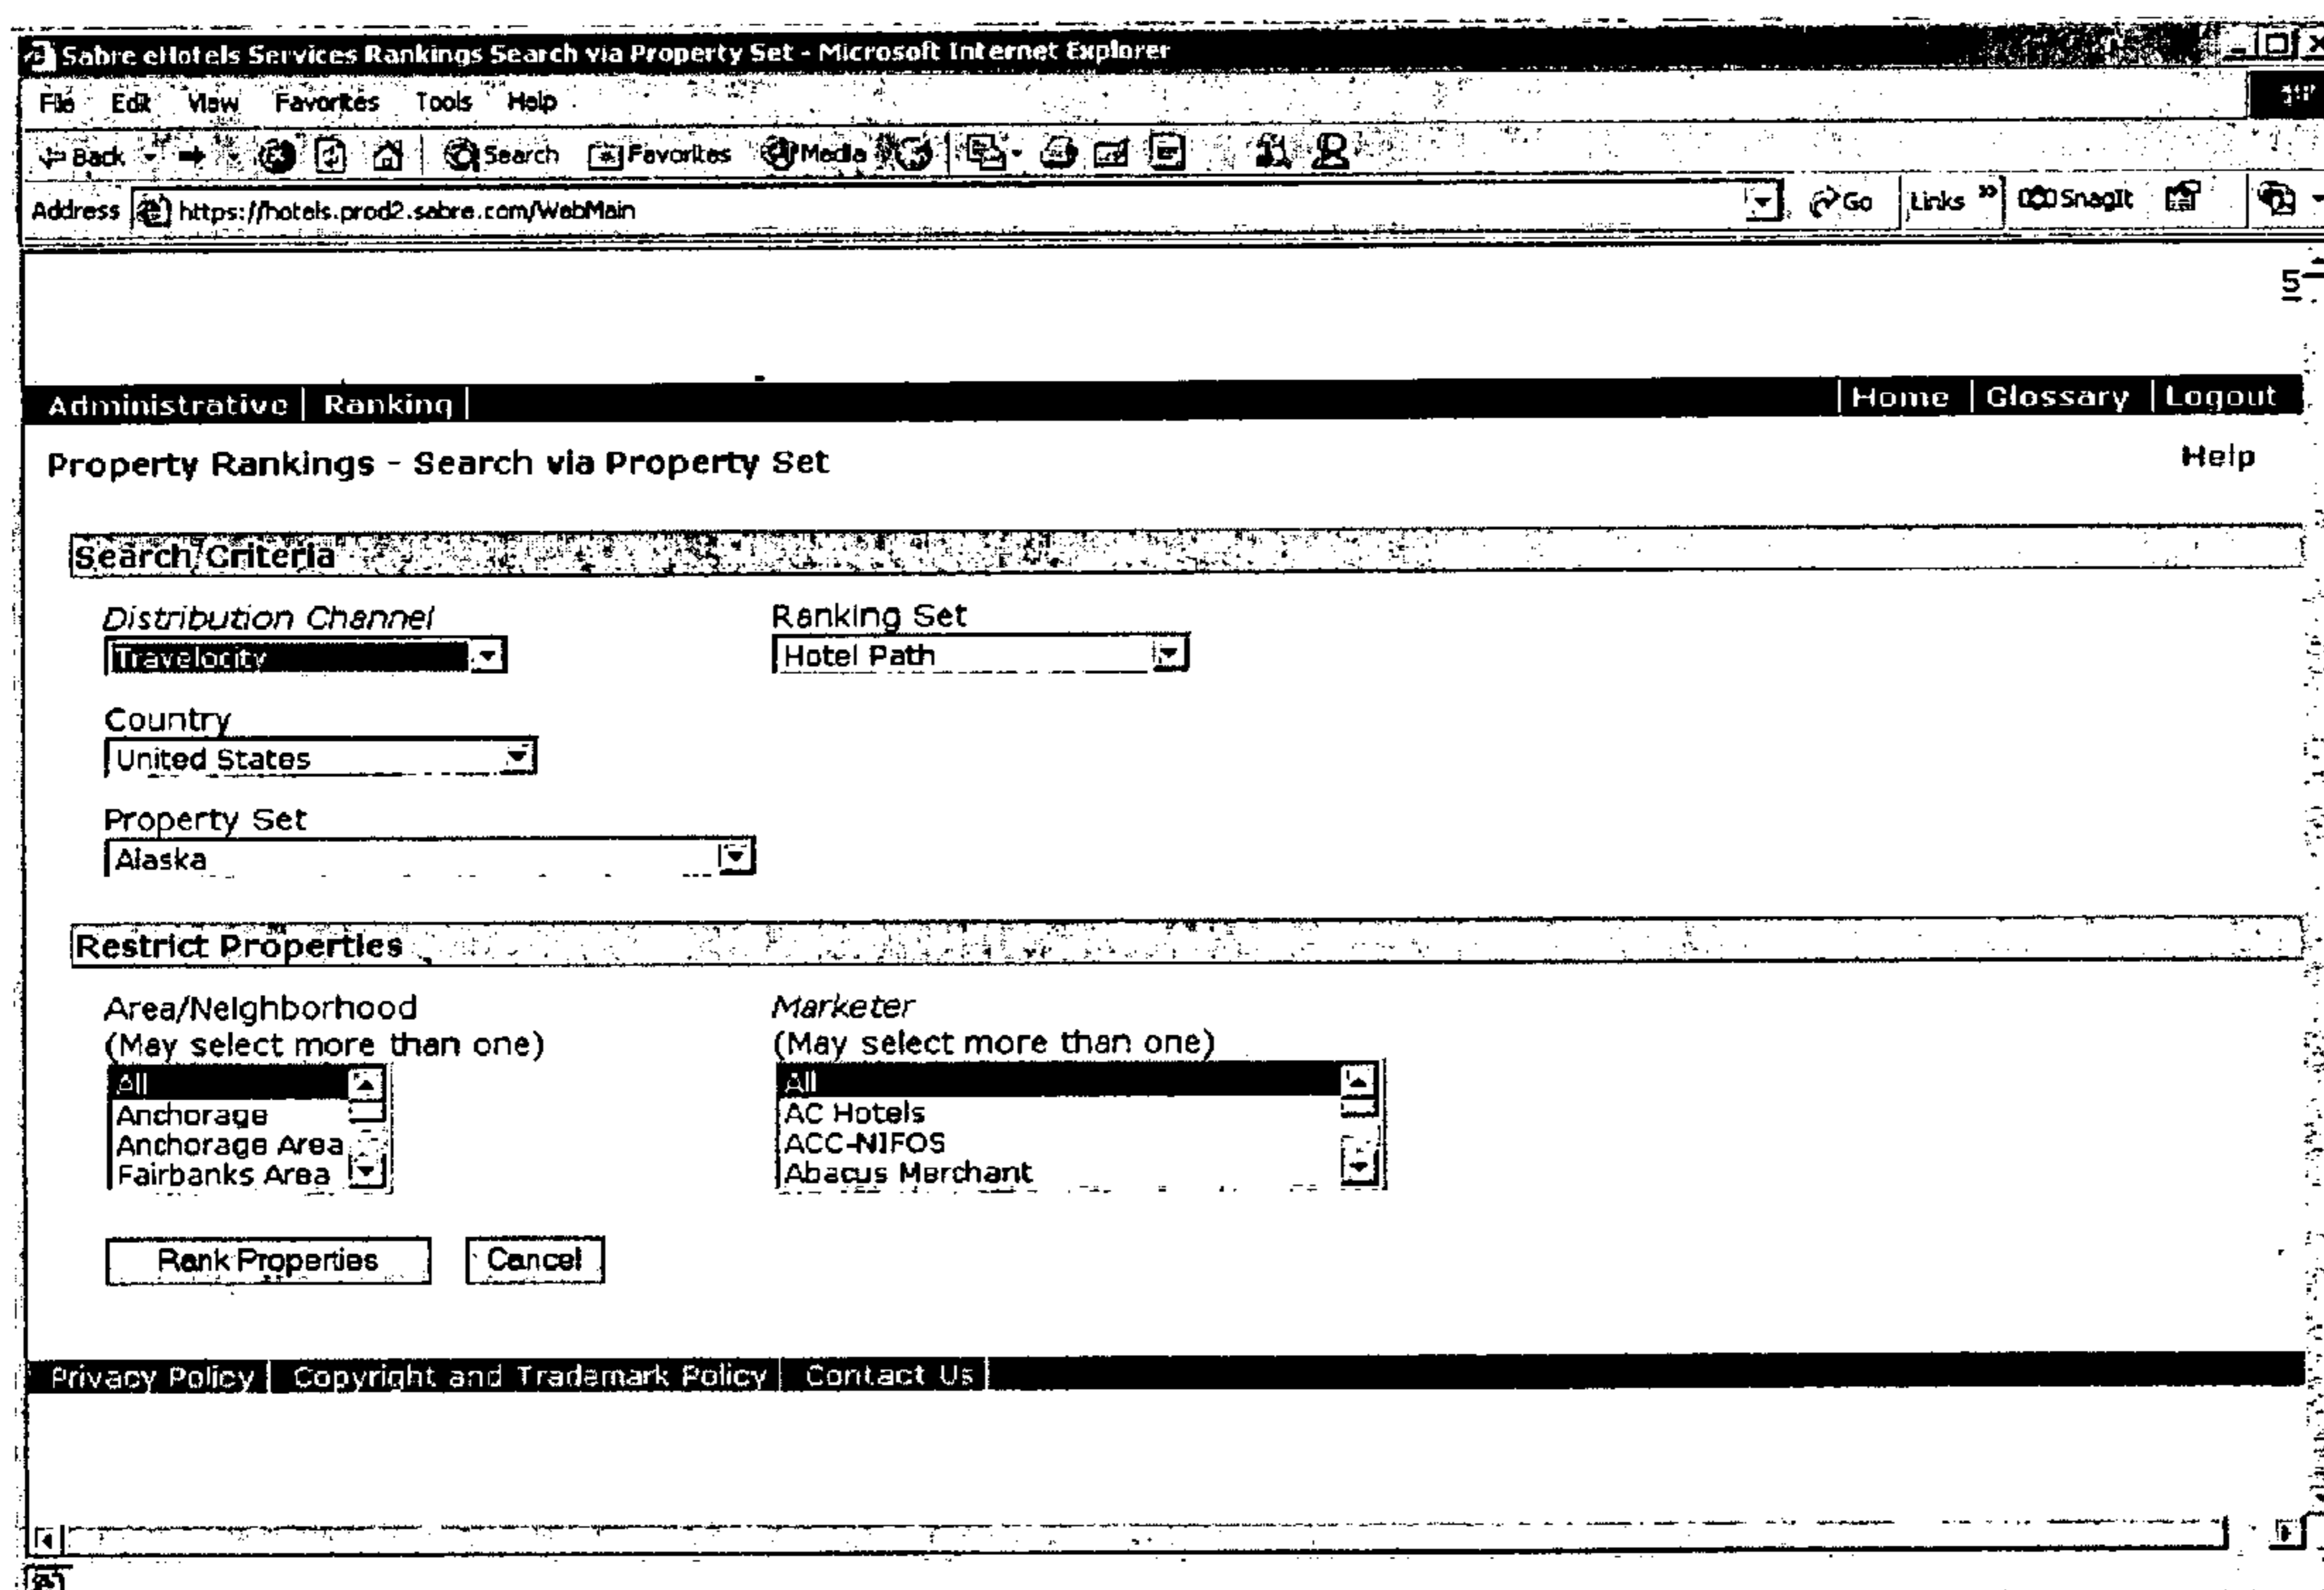 Sabre eHotels Services Rankings Search via Property Set - Microsoft Internet Explorer
File Edit View Favorites Tools Help
Back Search Favorites Media
Address https://hotels.prod2.sabre.com/WebMain Go Links » SnagIt
5
Administrative | Ranking | | Home | Glossary | Logout
Property Rankings - Search via Property Set Help
Search Criteria
Distribution Channel Ranking Set
Travelocity Hotel Path
Country
United States
Property Set
Alaska
Restrict Properties
Area/Neighborhood Marketer
(May select more than one) (May select more than one)
All All
Anchorage AC Hotels
Anchorage Area ACC-NIFOS
Fairbanks Area Abacus Merchant
Rank Properties Cancel
Privacy Policy | Copyright and Trademark Policy | Contact Us |